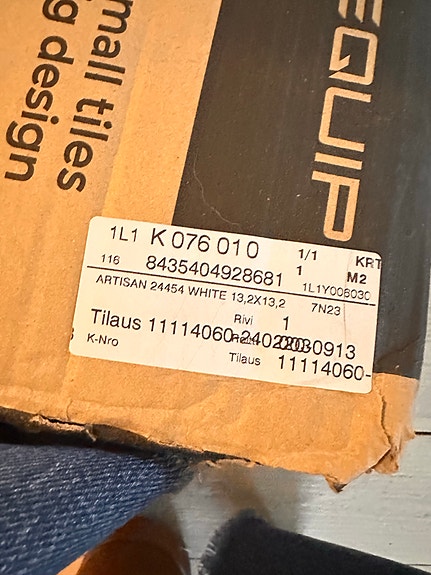 mall tiles
g design
EQUIP
1L1 K 076 010 1/1 KRT
116 8435404928681 1 M2
ARTISAN 24454 WHITE 13,2X13,2 1L1Y006030
7N23
Rivi 1
Tilaus 11114060-240220
K-Nro
Tilaus 11114060-